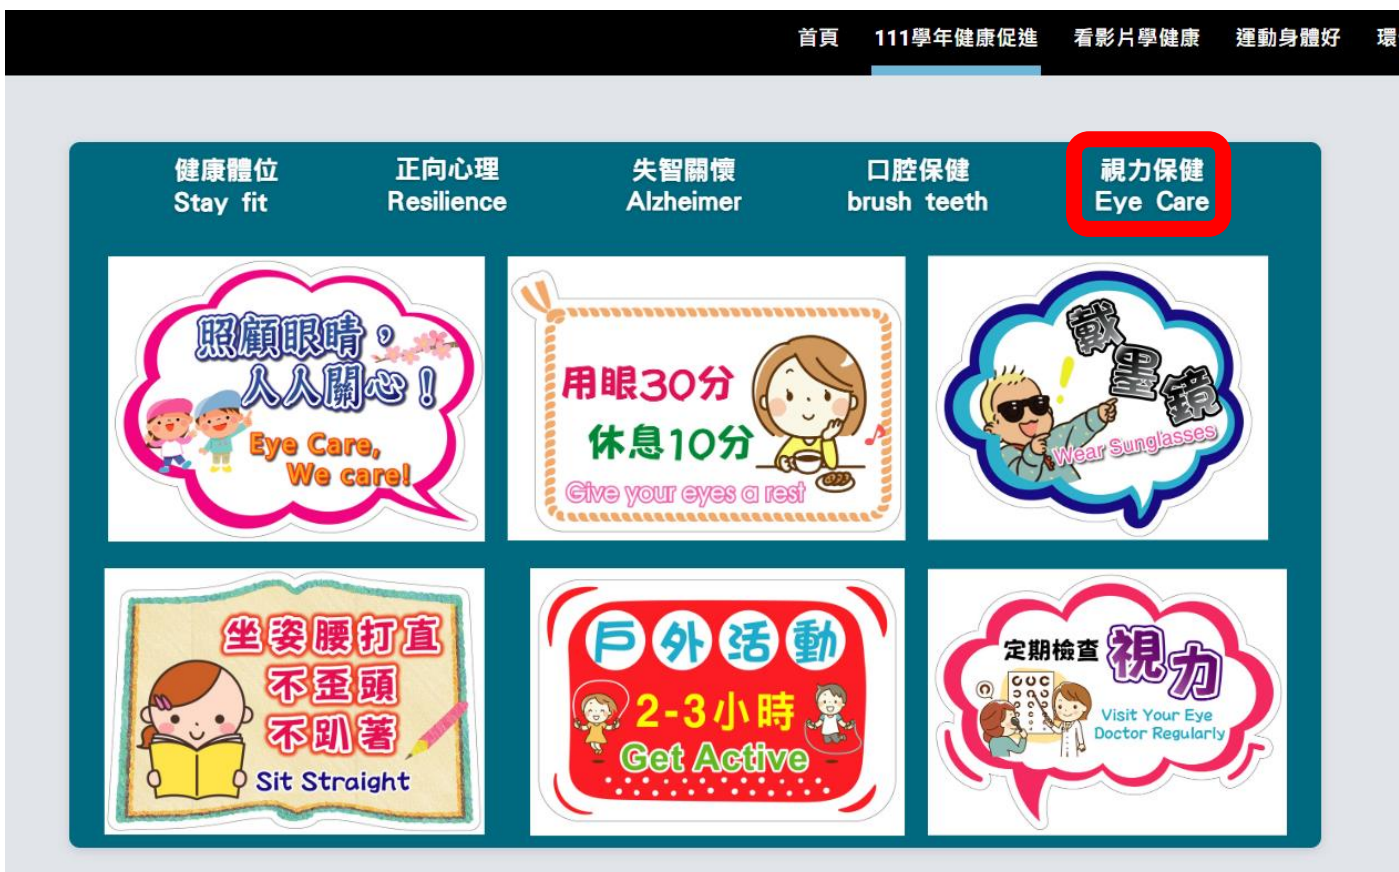 首頁 111學年健康促進 看影片學健康 運動身體好 環
健康體位 正向心理 失智關懷 口腔保健 視力保健
Stay fit Resilience Alzheimer brush teeth Eye Care
照顧眼睛，
人人關心！
Eye Care,
We care!
用眼30分
休息10分
Give your eyes a rest
戴墨鏡
Wear Sunglasses
坐姿腰打直
不歪頭
不趴著
Sit Straight
戶外活動
2-3小時
Get Active
定期檢查 視力
Visit Your Eye
Doctor Regularly